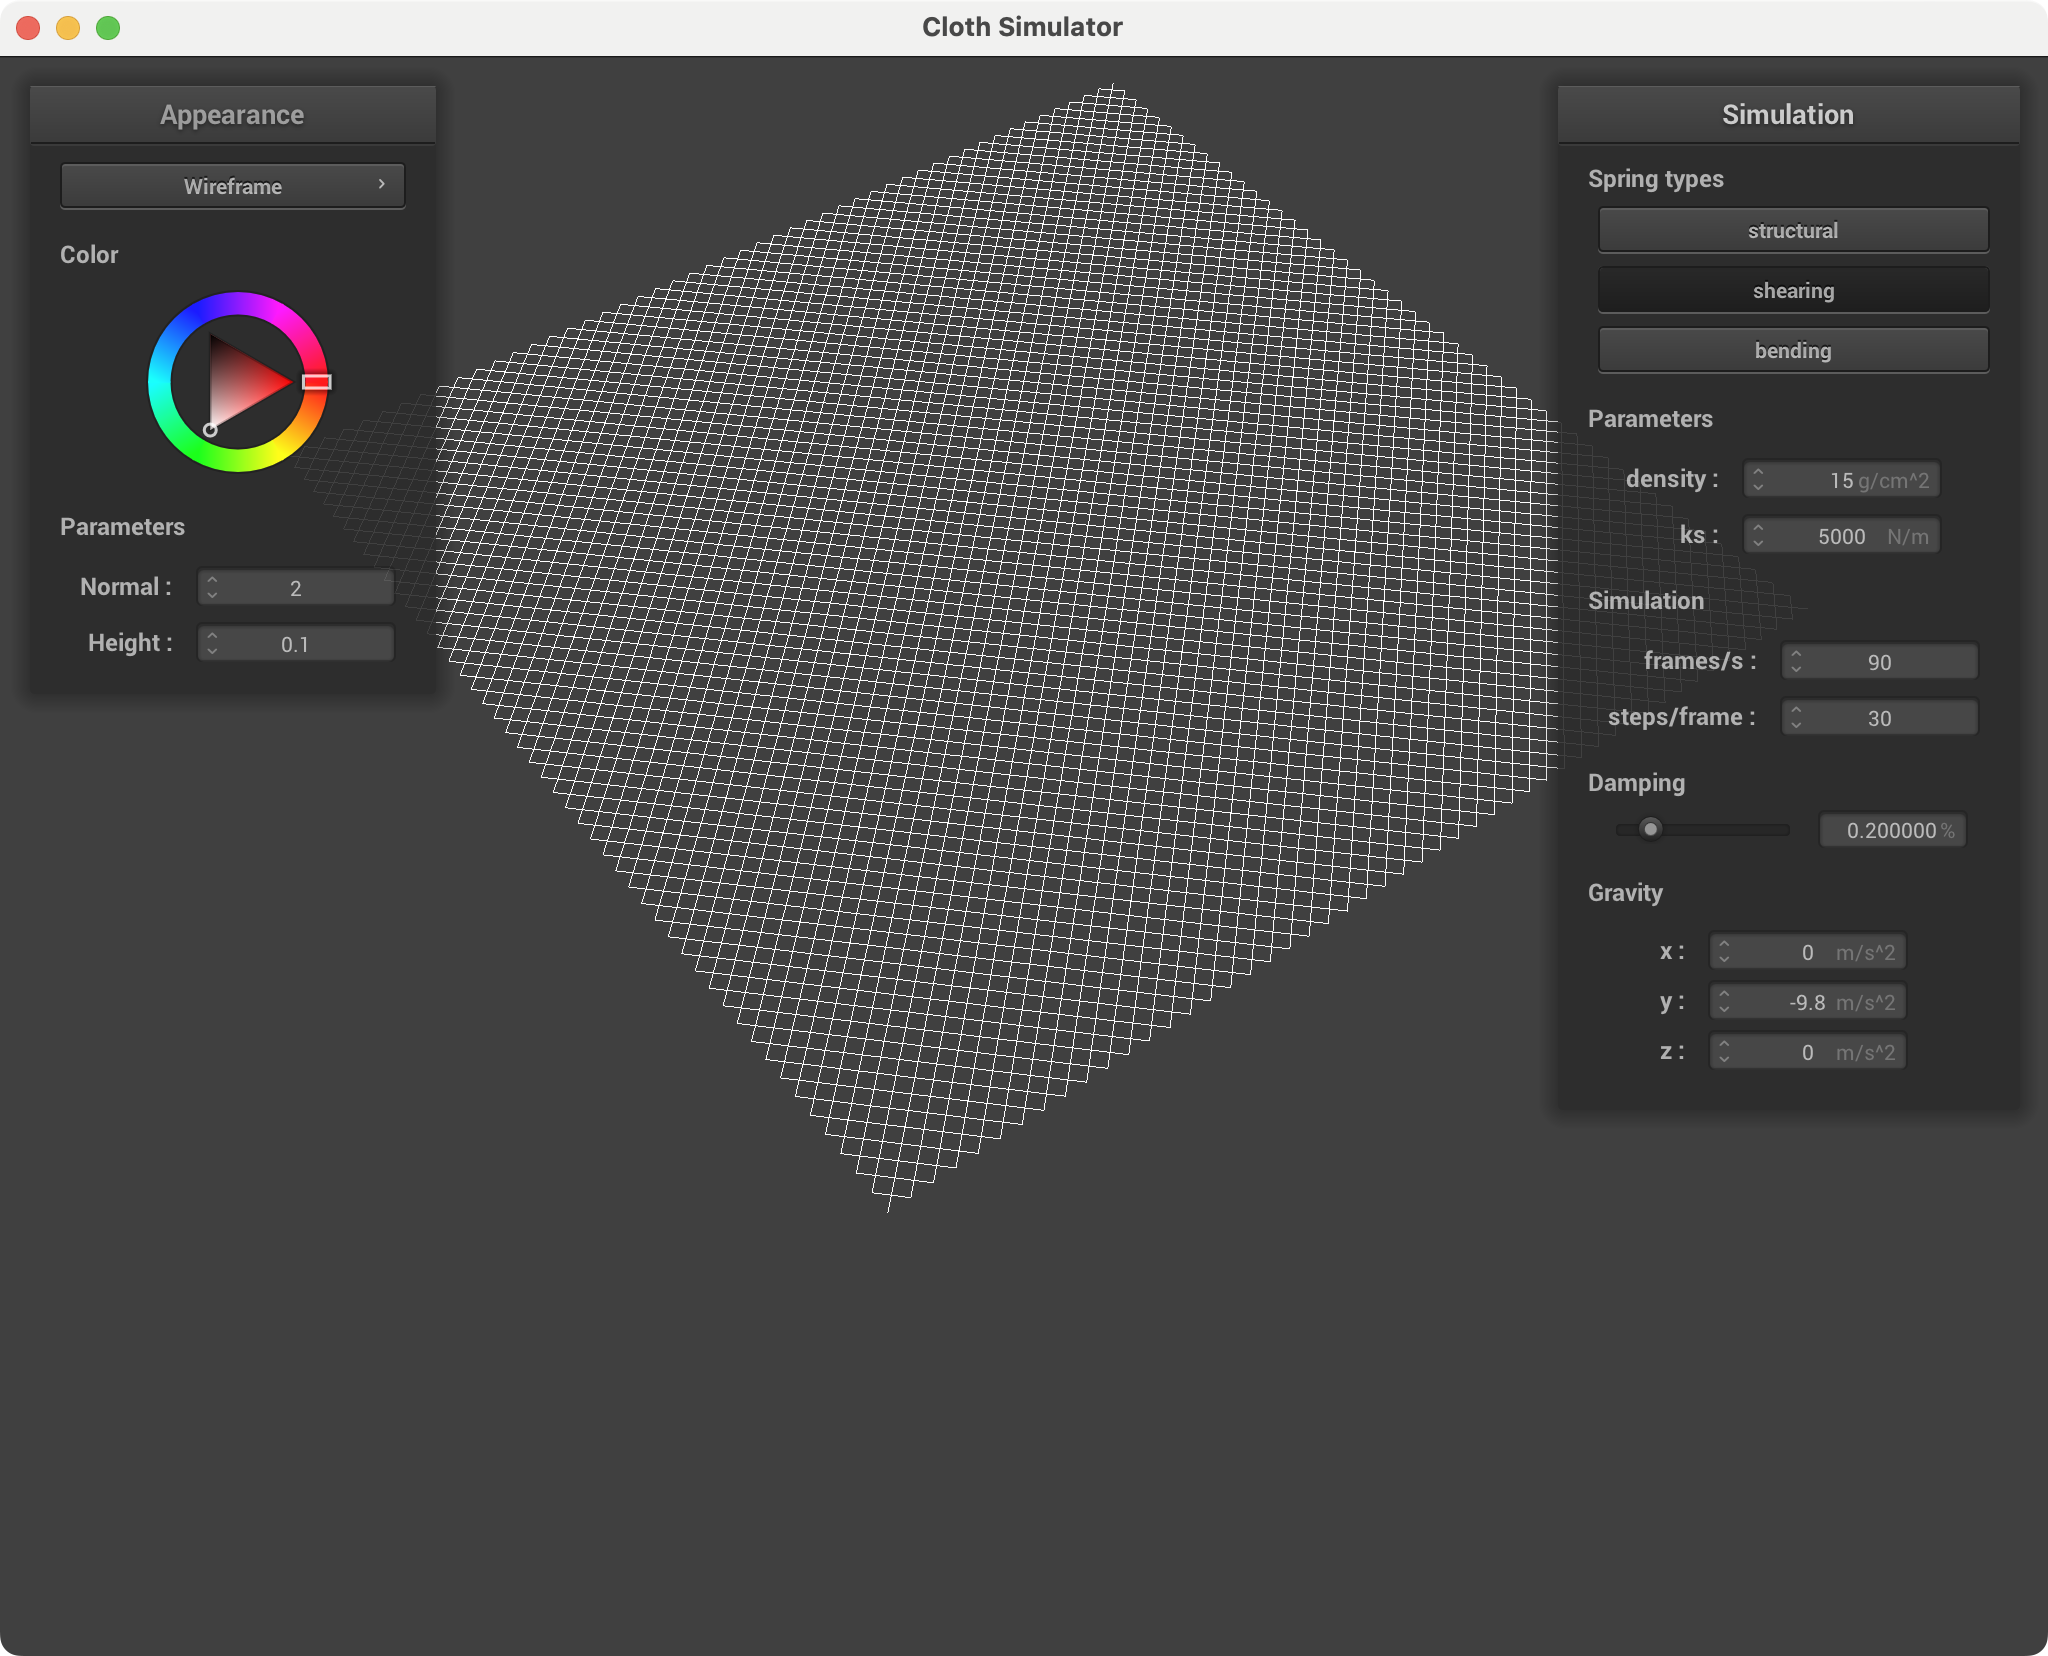 Cloth Simulator
Appearance
Wireframe
Color
Parameters
Normal : 2
Height : 0.1
Simulation
Spring types
structural
shearing
bending
Parameters
density : 15 g/cm^2
ks : 5000 N/m
Simulation
frames/s : 90
steps/frame : 30
Damping
0.200000 %
Gravity
x : 0 m/s^2
y : -9.8 m/s^2
z : 0 m/s^2